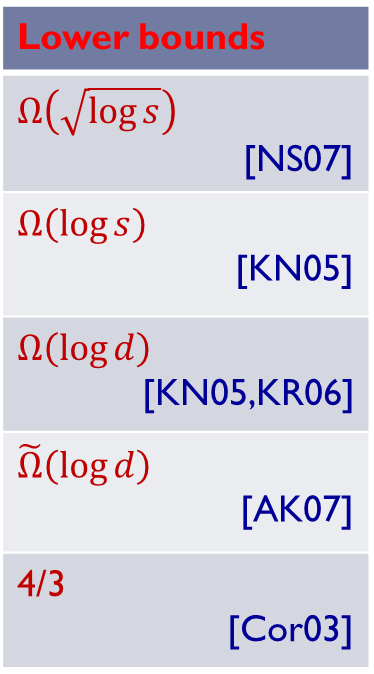 Lower bounds
Ω(√log s)
[NS07]
Ω(log s)
[KN05]
Ω(log d)
[KN05,KR06]
Ω̃(log d)
[AK07]
4/3
[Cor03]